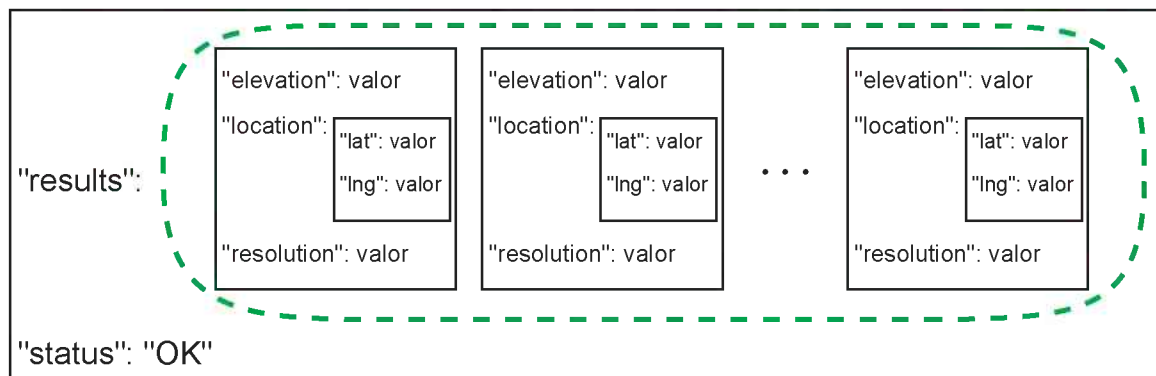 "results":
"elevation": valor
"location":
"lat": valor
"lng": valor
"resolution": valor
"elevation": valor
"location":
"lat": valor
"lng": valor
"resolution": valor
...
"elevation": valor
"location":
"lat": valor
"lng": valor
"resolution": valor
"status": "OK"